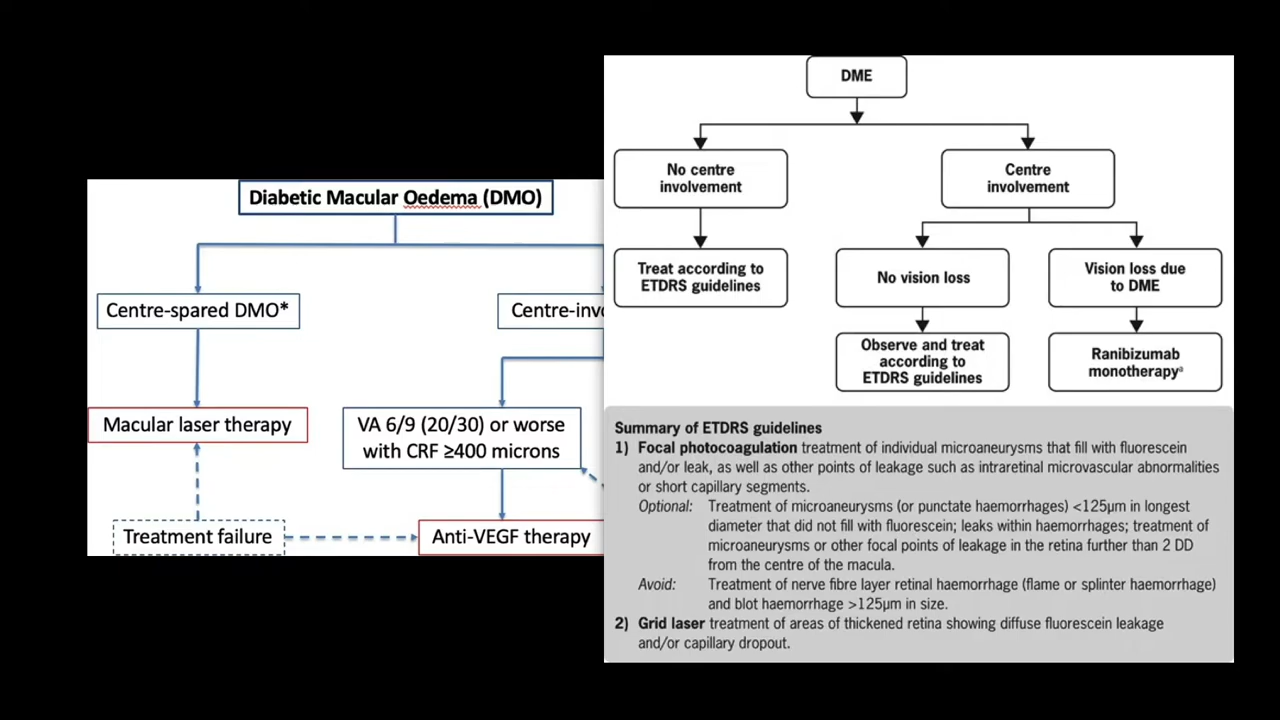 Diabetic Macular Oedema (DMO)
Centre-spared DMO*
Macular laser therapy
VA 6/9 (20/30) or worse
with CRF ≥400 microns
Treatment failure
Anti-VEGF therapy
DME
No centre
involvement
Centre
involvement
Treat according to
ETDRS guidelines
No vision loss
Vision loss due
to DME
Observe and treat
according to
ETDRS guidelines
Ranibizumab
monotherapyᵃ
Summary of ETDRS guidelines
1) Focal photocoagulation treatment of individual microaneurysms that fill with fluorescein
and/or leak, as well as other points of leakage such as intraretinal microvascular abnormalities
or short capillary segments.
Optional: Treatment of microaneurysms (or punctate haemorrhages) <125µm in longest
diameter that did not fill with fluorescein; leaks within haemorrhages; treatment of
microaneurysms or other focal points of leakage in the retina further than 2 DD
from the centre of the macula.
Avoid: Treatment of nerve fibre layer retinal haemorrhage (flame or splinter haemorrhage)
and blot haemorrhage >125µm in size.
2) Grid laser treatment of areas of thickened retina showing diffuse fluorescein leakage
and/or capillary dropout.